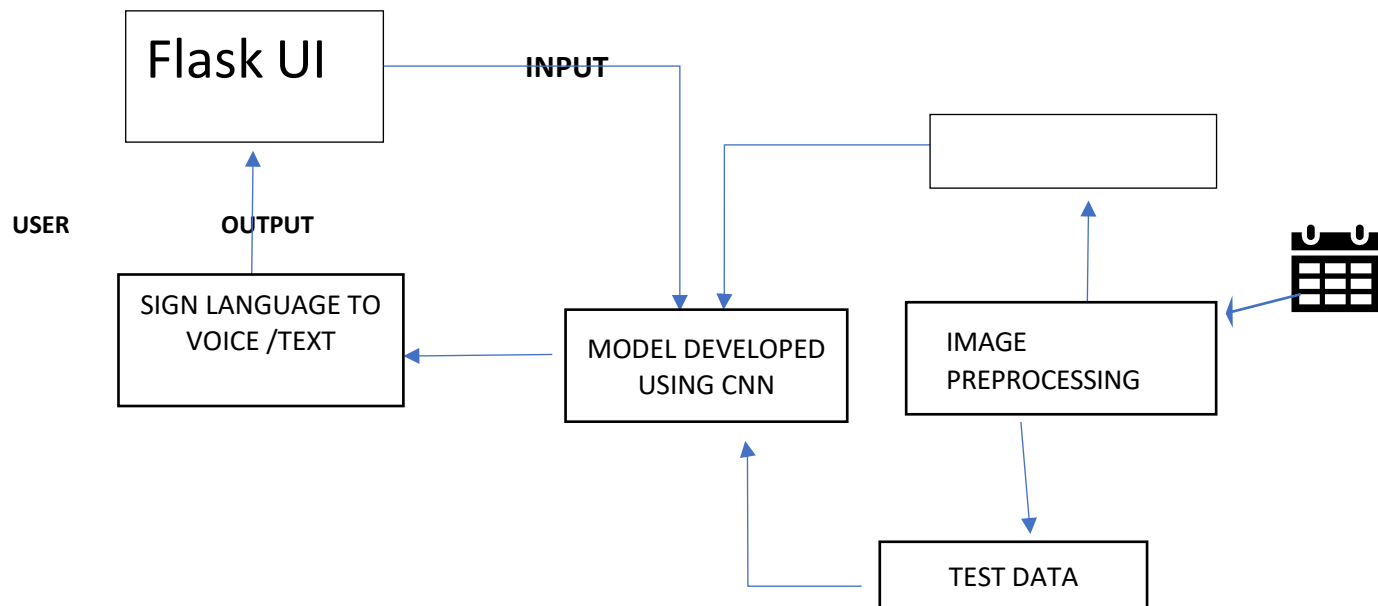 Flask UI
INPUT
USER
OUTPUT
SIGN LANGUAGE TO
VOICE /TEXT
MODEL DEVELOPED
USING CNN
IMAGE
PREPROCESSING
TEST DATA